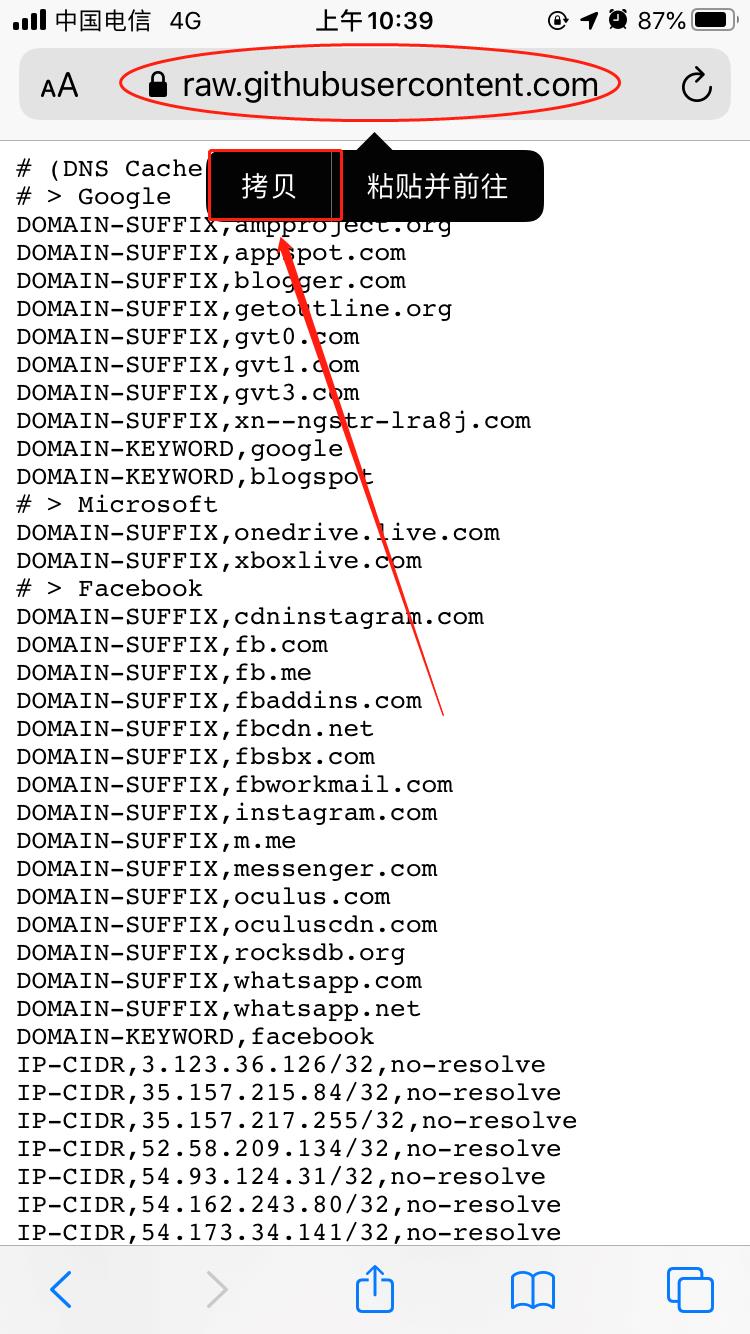 中国电信 4G 上午10:39 87%
AA raw.githubusercontent.com
# (DNS Cache
拷贝 粘贴并前往
# > Google
DOMAIN-SUFFIX,ampproject.org
DOMAIN-SUFFIX,appspot.com
DOMAIN-SUFFIX,blogger.com
DOMAIN-SUFFIX,getoutline.org
DOMAIN-SUFFIX,gvt0.com
DOMAIN-SUFFIX,gvt1.com
DOMAIN-SUFFIX,gvt3.com
DOMAIN-SUFFIX,xn--ngstr-lra8j.com
DOMAIN-KEYWORD,google
DOMAIN-KEYWORD,blogspot
# > Microsoft
DOMAIN-SUFFIX,onedrive.live.com
DOMAIN-SUFFIX,xboxlive.com
# > Facebook
DOMAIN-SUFFIX,cdninstagram.com
DOMAIN-SUFFIX,fb.com
DOMAIN-SUFFIX,fb.me
DOMAIN-SUFFIX,fbaddins.com
DOMAIN-SUFFIX,fbcdn.net
DOMAIN-SUFFIX,fbsbx.com
DOMAIN-SUFFIX,fbworkmail.com
DOMAIN-SUFFIX,instagram.com
DOMAIN-SUFFIX,m.me
DOMAIN-SUFFIX,messenger.com
DOMAIN-SUFFIX,oculus.com
DOMAIN-SUFFIX,oculuscdn.com
DOMAIN-SUFFIX,rocksdb.org
DOMAIN-SUFFIX,whatsapp.com
DOMAIN-SUFFIX,whatsapp.net
DOMAIN-KEYWORD,facebook
IP-CIDR,3.123.36.126/32,no-resolve
IP-CIDR,35.157.215.84/32,no-resolve
IP-CIDR,35.157.217.255/32,no-resolve
IP-CIDR,52.58.209.134/32,no-resolve
IP-CIDR,54.93.124.31/32,no-resolve
IP-CIDR,54.162.243.80/32,no-resolve
IP-CIDR,54.173.34.141/32,no-resolve